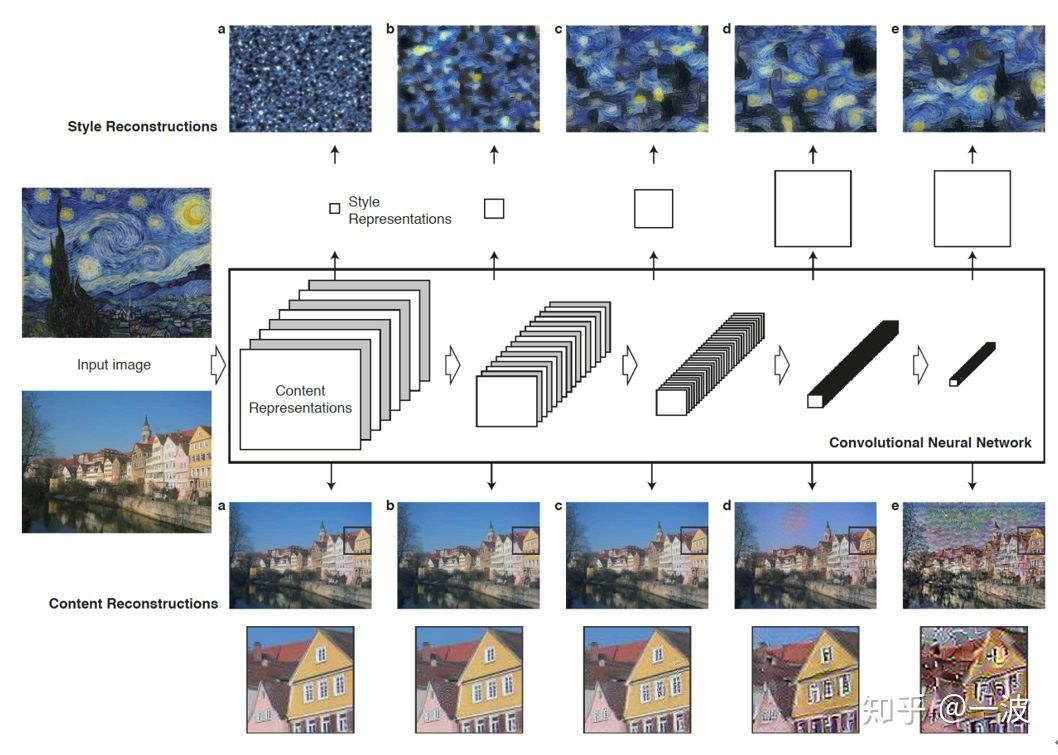 a
b
c
d
e
Style Reconstructions
Style
Representations
Input image
Content
Representations
Convolutional Neural Network
a
b
c
d
e
Content Reconstructions
知乎 @一波